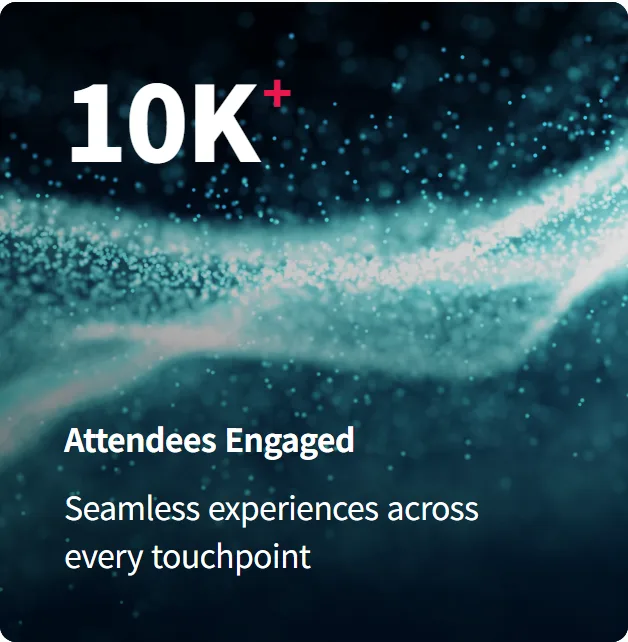 10K+
Attendees Engaged
Seamless experiences across
every touchpoint